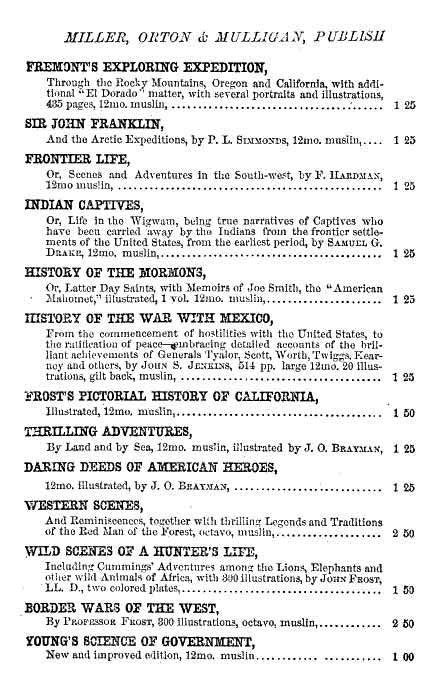 MILLER, ORTON & MULLIGAN, PUBLISH
FREMONT'S EXPLORING EXPEDITION,
Through the Rocky Mountains, Oregon and California, with addi-
tional "El Dorado" matter, with several portraits and illustrations,
435 pages, 12mo. muslin, ........................................ 1 25
SIR JOHN FRANKLIN,
And the Arctic Expeditions, by P. L. SIMMONDS, 12mo. muslin,.... 1 25
FRONTIER LIFE,
Or, Scenes and Adventures in the South-west, by F. HARDMAN,
12mo muslin, ................................................ 1 25
INDIAN CAPTIVES,
Or, Life in the Wigwam, being true narratives of Captives who
have been carried away by the Indians from the frontier settle-
ments of the United States, from the earliest period, by SAMUEL G.
DRAKE, 12mo. muslin,........................................ 1 25
HISTORY OF THE MORMONS,
Or, Latter Day Saints, with Memoirs of Joe Smith, the "American
Mahomet," illustrated, 1 vol. 12mo. muslin,..................... 1 25
HISTORY OF THE WAR WITH MEXICO,
From the commencement of hostilities with the United States, to
the ratification of peace—embracing detailed accounts of the bril-
liant achievements of Generals Tyalor, Scott, Worth, Twiggs, Kear-
ney and others, by JOHN S. JENKINS, 514 pp. large 12mo. 20 illus-
trations, gilt back, muslin, ..................................... 1 25
FROST'S PICTORIAL HISTORY OF CALIFORNIA,
Illustrated, 12mo. muslin,...................................... 1 50
THRILLING ADVENTURES,
By Land and by Sea, 12mo. muslin, illustrated by J. O. BRAYMAN, 1 25
DARING DEEDS OF AMERICAN HEROES,
12mo. illustrated, by J. O. BRAYMAN, ........................... 1 25
WESTERN SCENES,
And Reminiscences, together with thrilling Legends and Traditions
of the Red Man of the Forest, octavo, muslin,.................... 2 50
WILD SCENES OF A HUNTER'S LIFE,
Including Cummings' Adventures among the Lions, Elephants and
other wild Animals of Africa, with 300 illustrations, by JOHN FROST,
LL. D., two colored plates,..................................... 1 50
BORDER WARS OF THE WEST,
By PROFESSOR FROST, 300 illustrations, octavo, muslin,............ 2 50
YOUNG'S SCIENCE OF GOVERNMENT,
New and improved edition, 12mo. muslin............ ............ 1 00